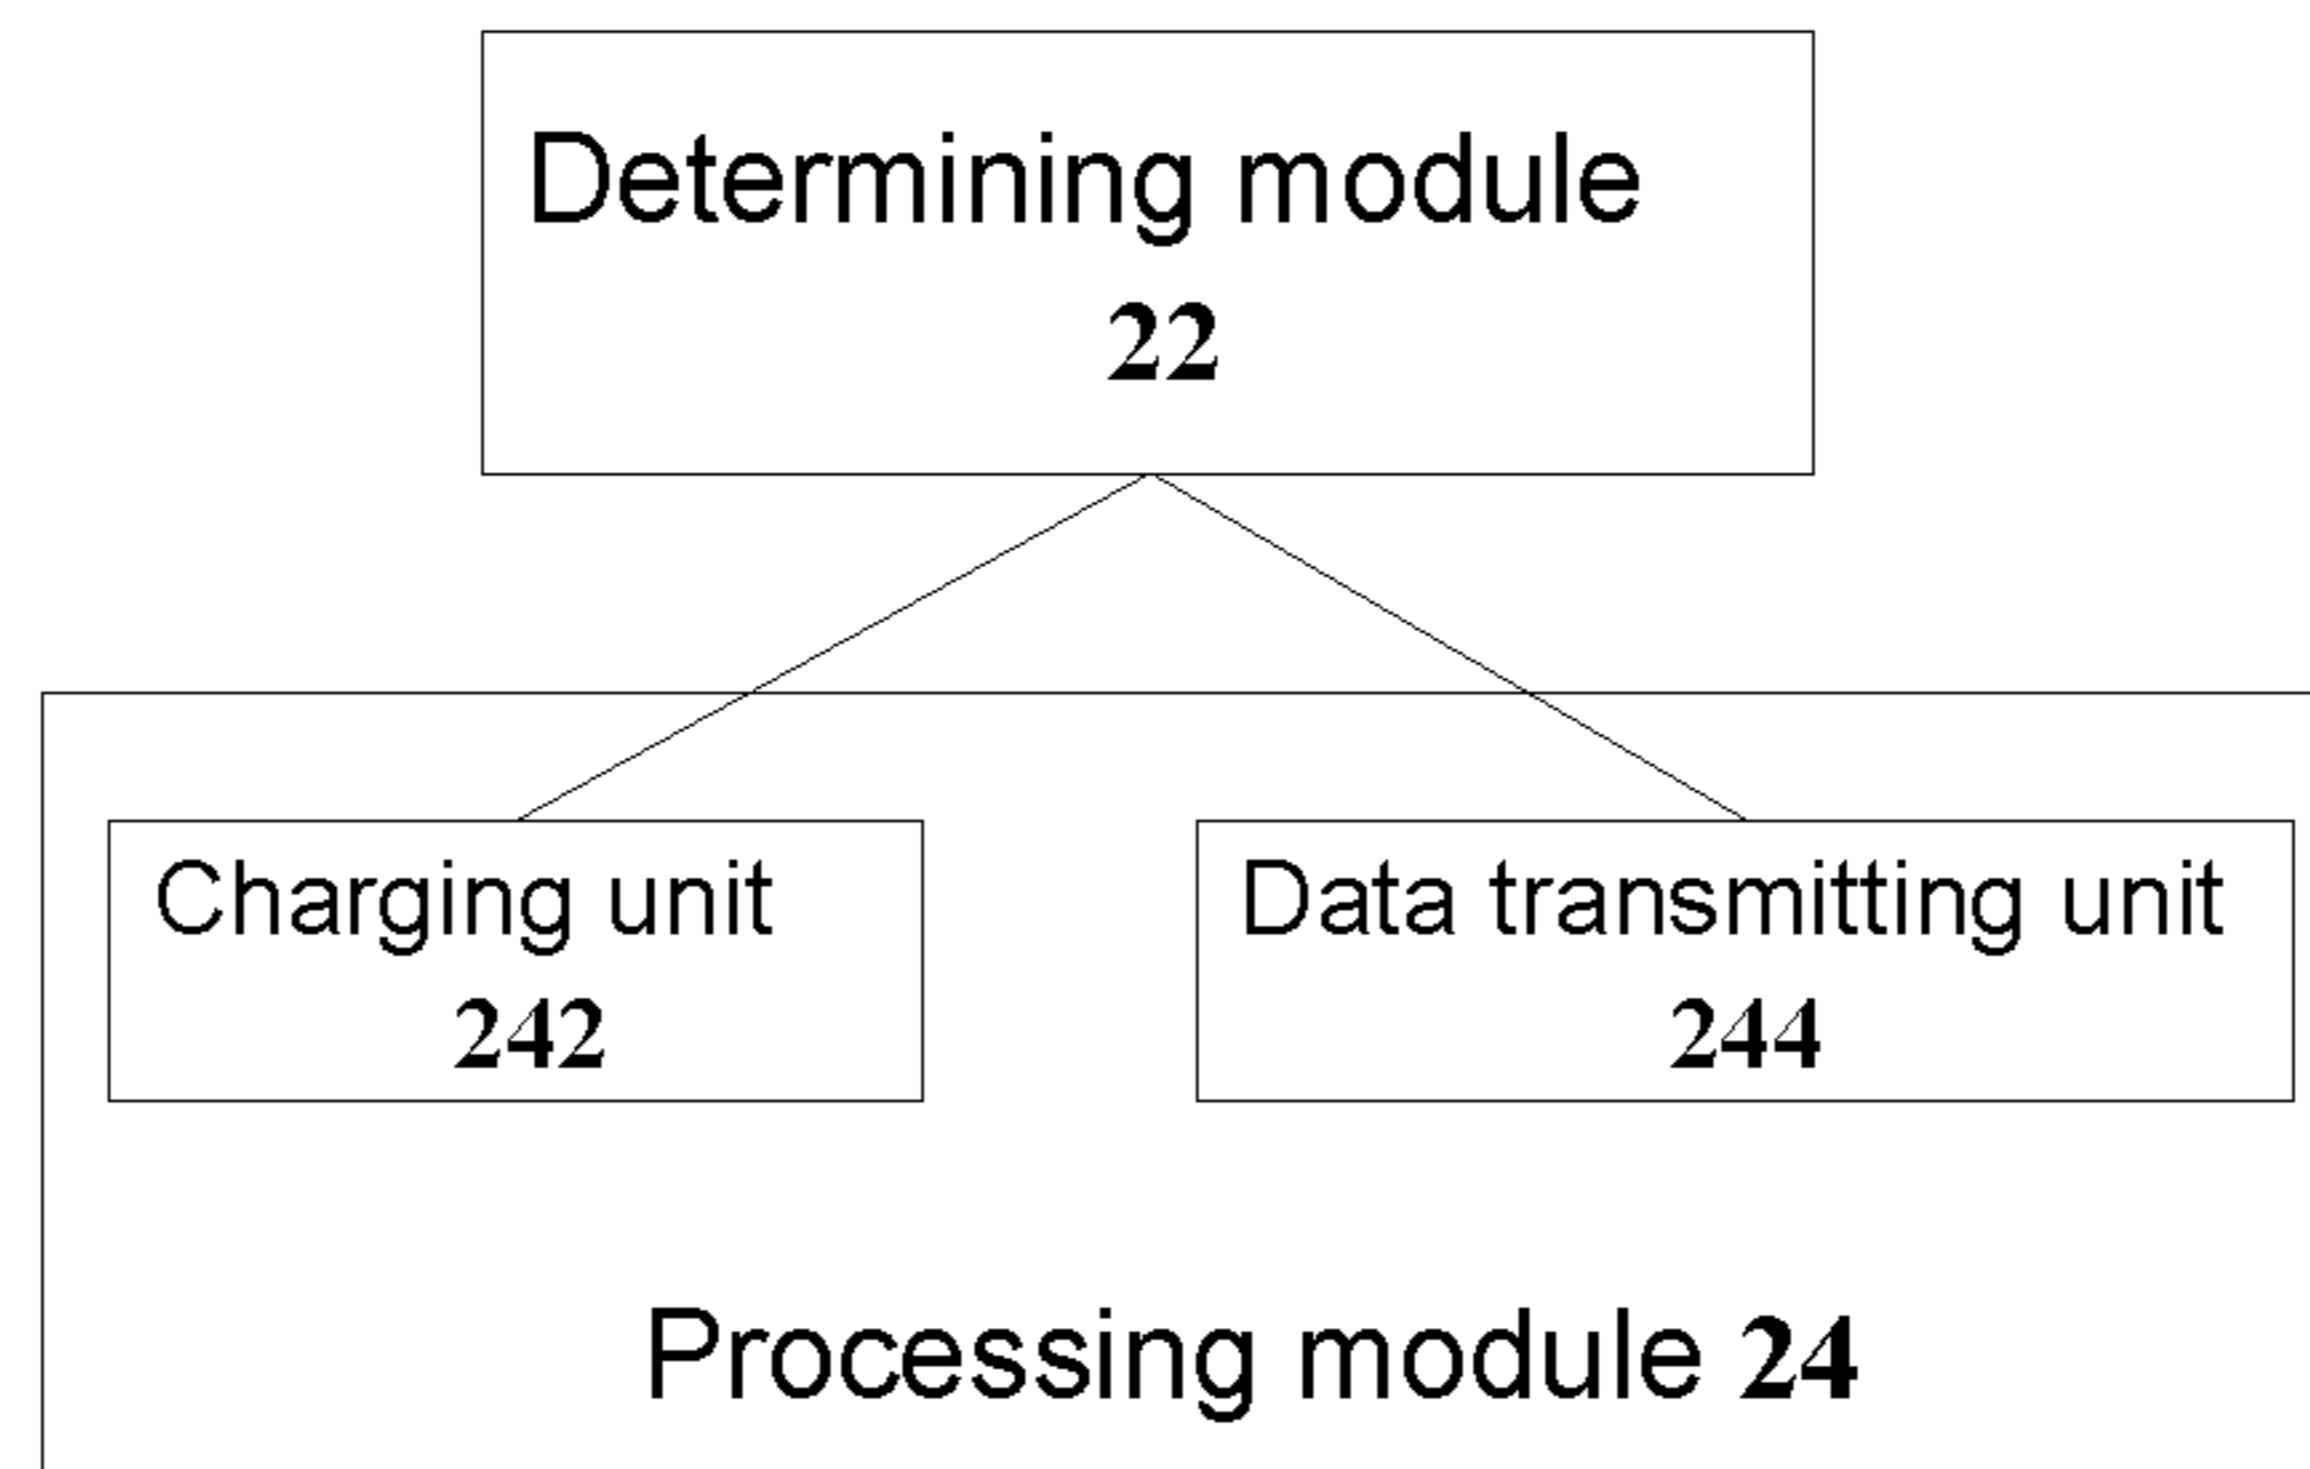 Determining module
22
Charging unit
242
Data transmitting unit
244
Processing module 24